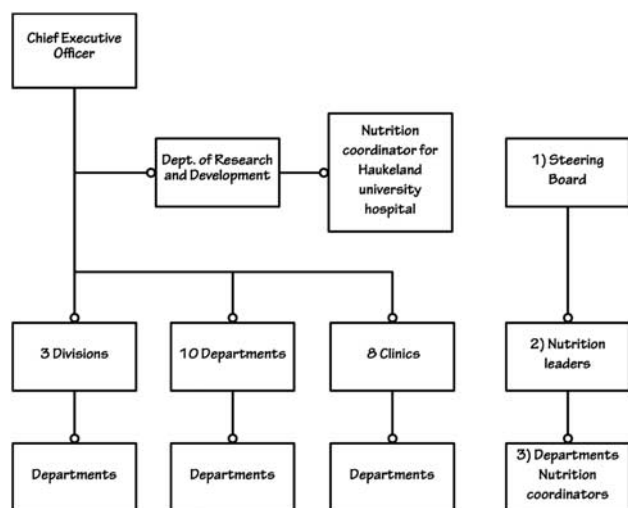 Chief Executive
Officer
Dept. of Research
and Development
Nutrition
coordinator for
Haukeland
university
hospital
1) Steering
Board
3 Divisions
10 Departments
8 Clinics
2) Nutrition
leaders
Departments
Departments
Departments
3) Departments
Nutrition
coordinators